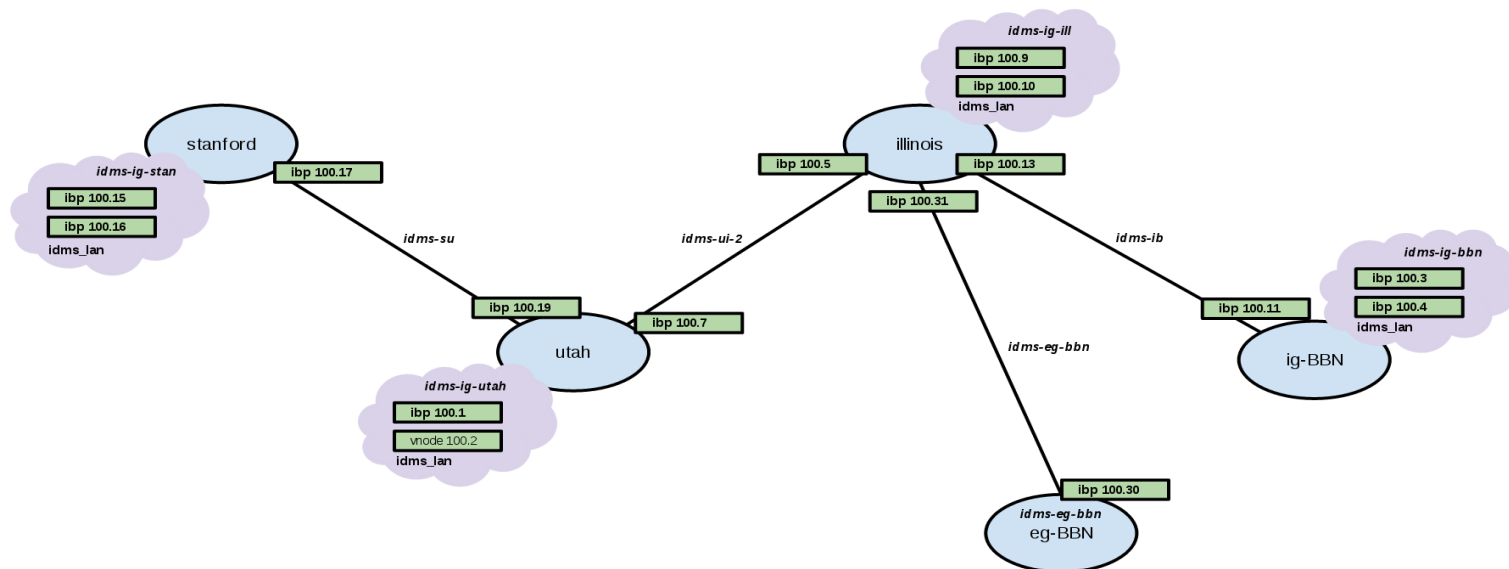 idms-ig-ill
ibp 100.9
ibp 100.10
idms_lan
stanford
illinois
ibp 100.5
ibp 100.13
idms-ig-stan
ibp 100.17
ibp 100.15
ibp 100.31
ibp 100.16
idms_lan
idms-su
idms-ui-2
idms-ib
idms-ig-bbn
ibp 100.3
ibp 100.4
idms_lan
ibp 100.19
ibp 100.7
ibp 100.11
utah
idms-eg-bbn
ig-BBN
idms-ig-utah
ibp 100.1
vnode 100.2
idms_lan
ibp 100.30
idms-eg-bbn
eg-BBN